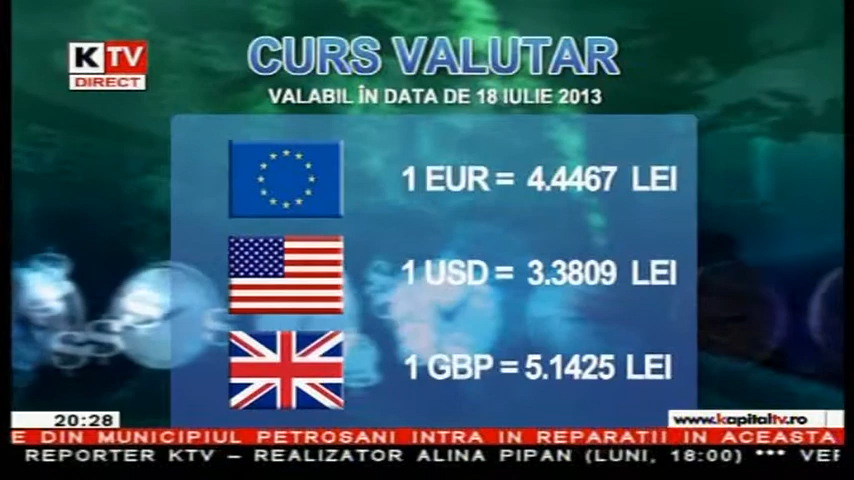 KTV
DIRECT
CURS VALUTAR
VALABIL ÎN DATA DE 18 IULIE 2013
1 EUR = 4.4467 LEI
1 USD = 3.3809 LEI
1 GBP = 5.1425 LEI
20:28
www.kapitaltv.ro
E DIN MUNICIPIUL PETROSANI INTRA IN REPARATII IN ACEASTA
REPORTER KTV – REALIZATOR ALINA PIPAN (LUNI, 18:00) *** VER